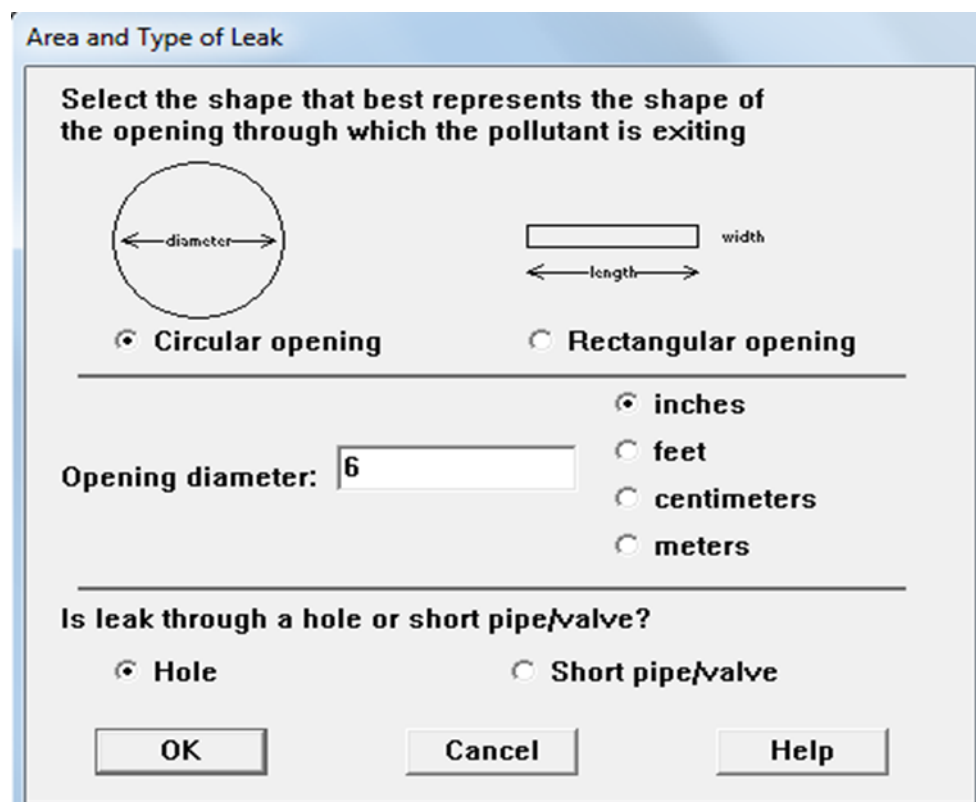 Area and Type of Leak
Select the shape that best represents the shape of
the opening through which the pollutant is exiting
diameter
width
length
Circular opening
Rectangular opening
inches
feet
Opening diameter: 6
centimeters
meters
Is leak through a hole or short pipe/valve?
Hole
Short pipe/valve
OK
Cancel
Help